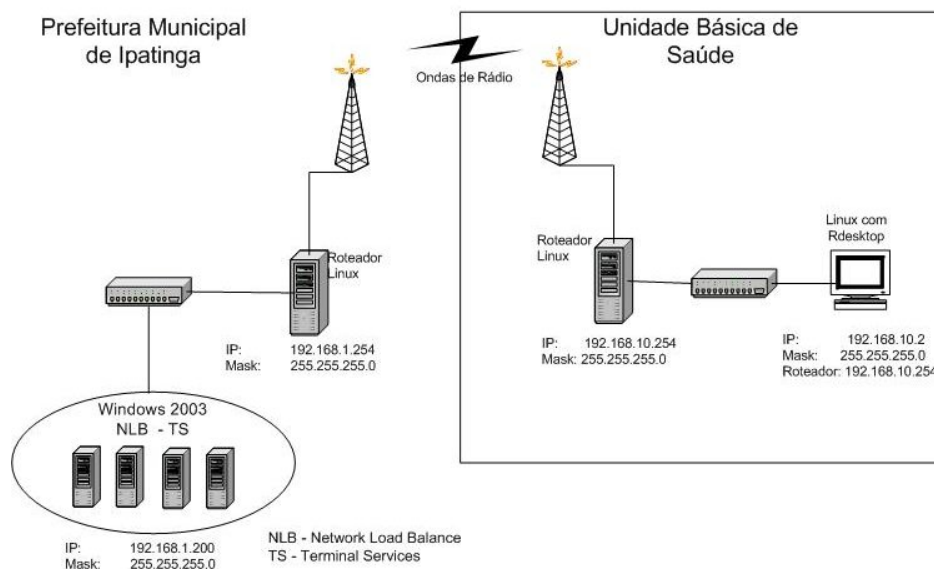 Prefeitura Municipal
de Ipatinga
Ondas de Rádio
Unidade Básica de
Saúde
Roteador
Linux
IP: 192.168.1.254
Mask: 255.255.255.0
Roteador
Linux
IP: 192.168.10.254
Mask: 255.255.255.0
Linux com
Rdesktop
IP: 192.168.10.2
Mask: 255.255.255.0
Roteador: 192.168.10.254
Windows 2003
NLB - TS
IP: 192.168.1.200
Mask: 255.255.255.0
NLB - Network Load Balance
TS - Terminal Services